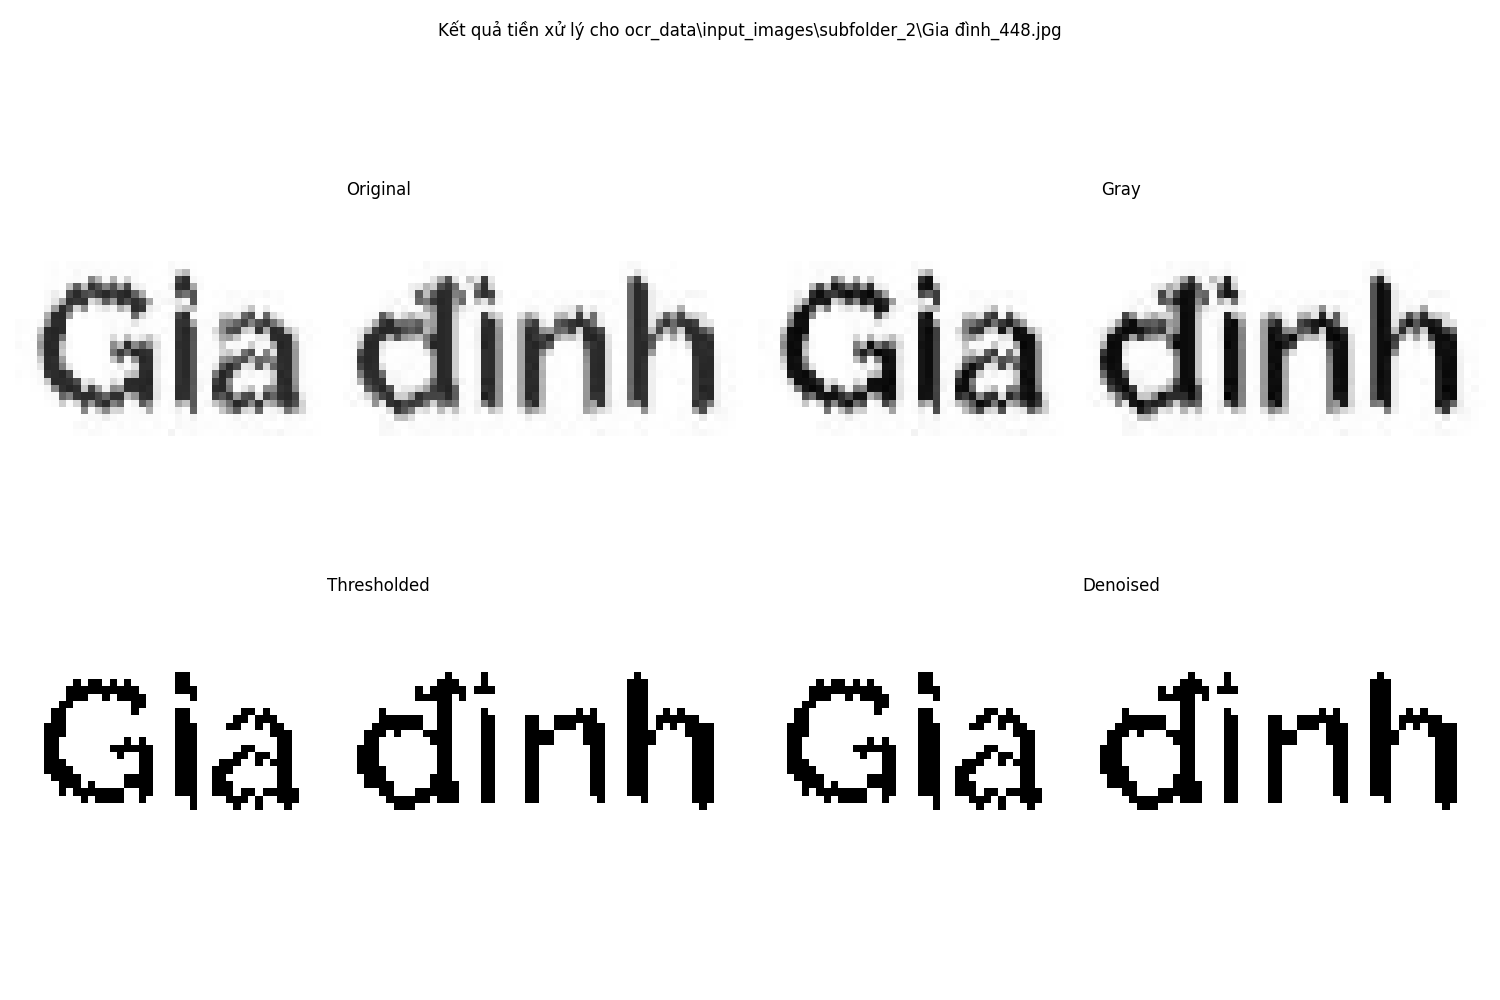 Kết quả tiền xử lý cho ocr_data\input_images\subfolder_2\Gia đình_448.jpg
Original
Gray
Gia đình
Gia đình
Thresholded
Denoised
Gia đình
Gia đình